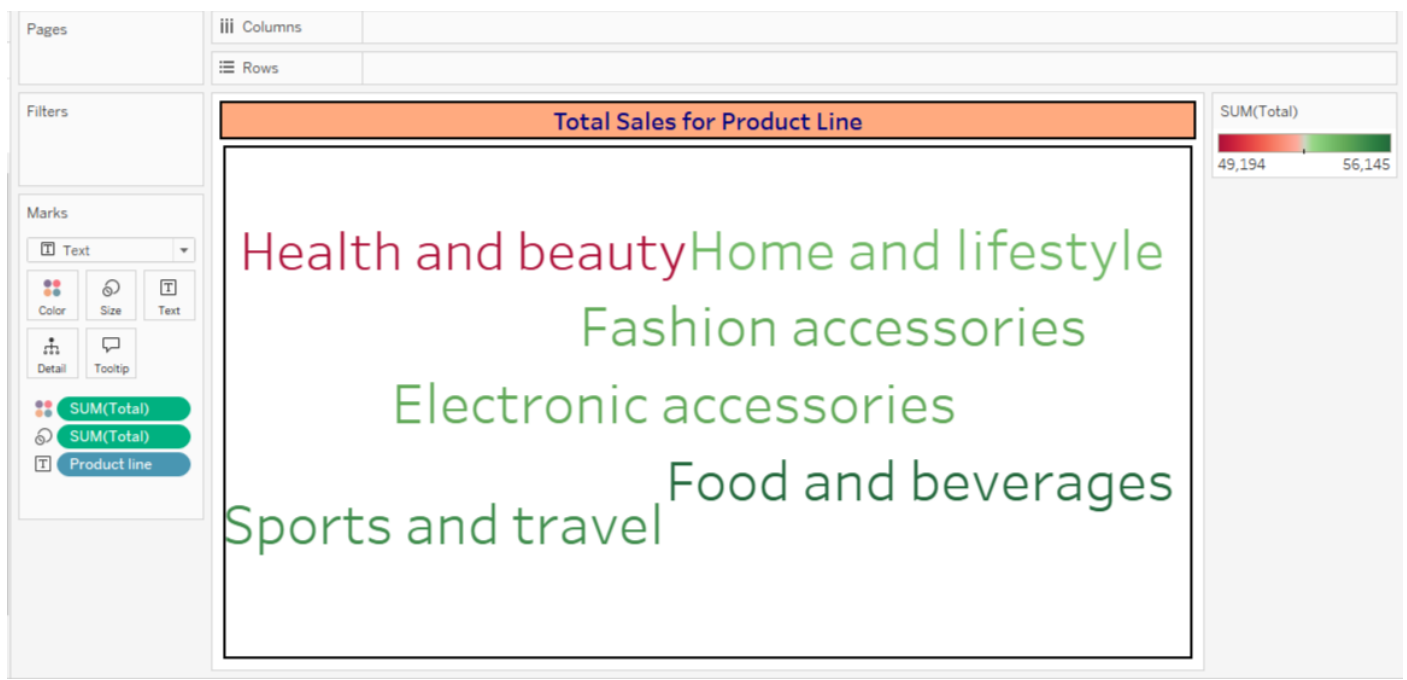 Pages
Columns
Rows
Filters
Total Sales for Product Line
SUM(Total)
49,194 56,145
Marks
T Text
Color Size Text
Detail Tooltip
SUM(Total)
SUM(Total)
T Product line
Health and beauty Home and lifestyle
Fashion accessories
Electronic accessories
Food and beverages
Sports and travel